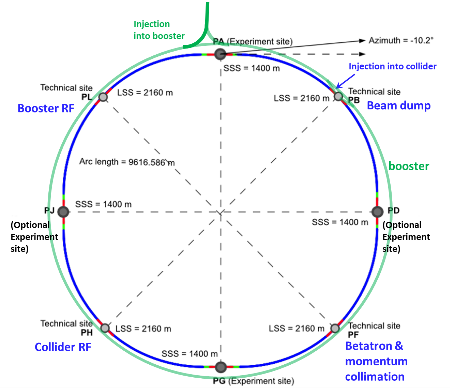 Injection
into booster
PA (Experiment site)
Azimuth = -10.2°
SSS = 1400 m
Injection into collider
Technical site
PL
LSS = 2160 m
Booster RF
Technical site
LSS = 2160 m
PB
Beam dump
Arc length = 9616.586 m
booster
PJ
SSS = 1400 m
(Optional
Experiment
site)
PD
SSS = 1400 m
(Optional
Experiment
site)
Technical site
PH
LSS = 2160 m
Collider RF
Technical site
LSS = 2160 m
PF
Betatron &
momentum
collimation
SSS = 1400 m
PG (Experiment site)